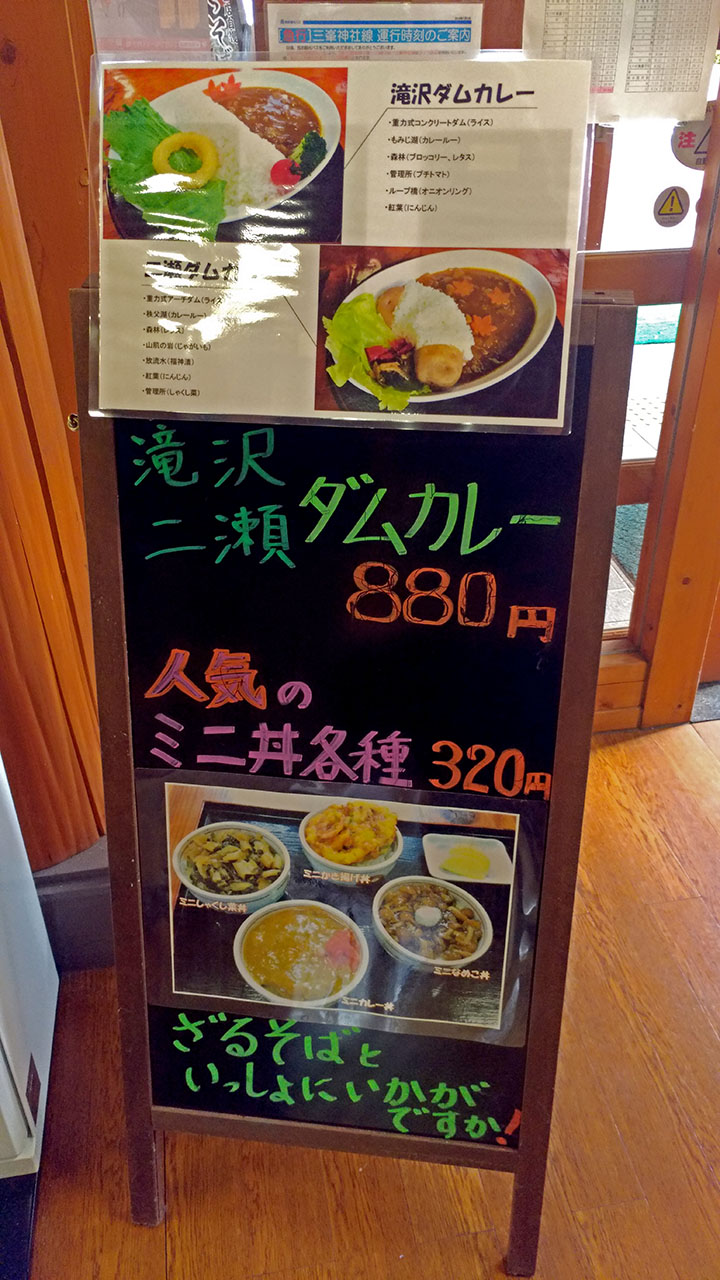 [急行] 三峯神社線 運行時刻のご案内
滝沢ダムカレー
・重力式コンクリートダム(ライス)
・もみじ湖(カレールー)
・森林(ブロッコリー、レタス)
・管理所(プチトマト)
・ループ橋(オニオンリング)
・紅葉(にんじん)
二瀬ダムカ
・重力式アーチダム(ライス
・秩父湖(カレールー)
・森林(レタス)
・山肌の岩(じゃがいも)
・放流水(福神漬)
・紅葉(にんじん)
・管理所(しゃくし菜)
注
滝沢
二瀬
ダムカレー
880円
人気の
ミニ丼各種 320円
ミニかき揚げ丼
ミニしゃくし菜丼
ミニなめこ丼
ミニカレー丼
ざるそばと
いっしょにいかがですか!